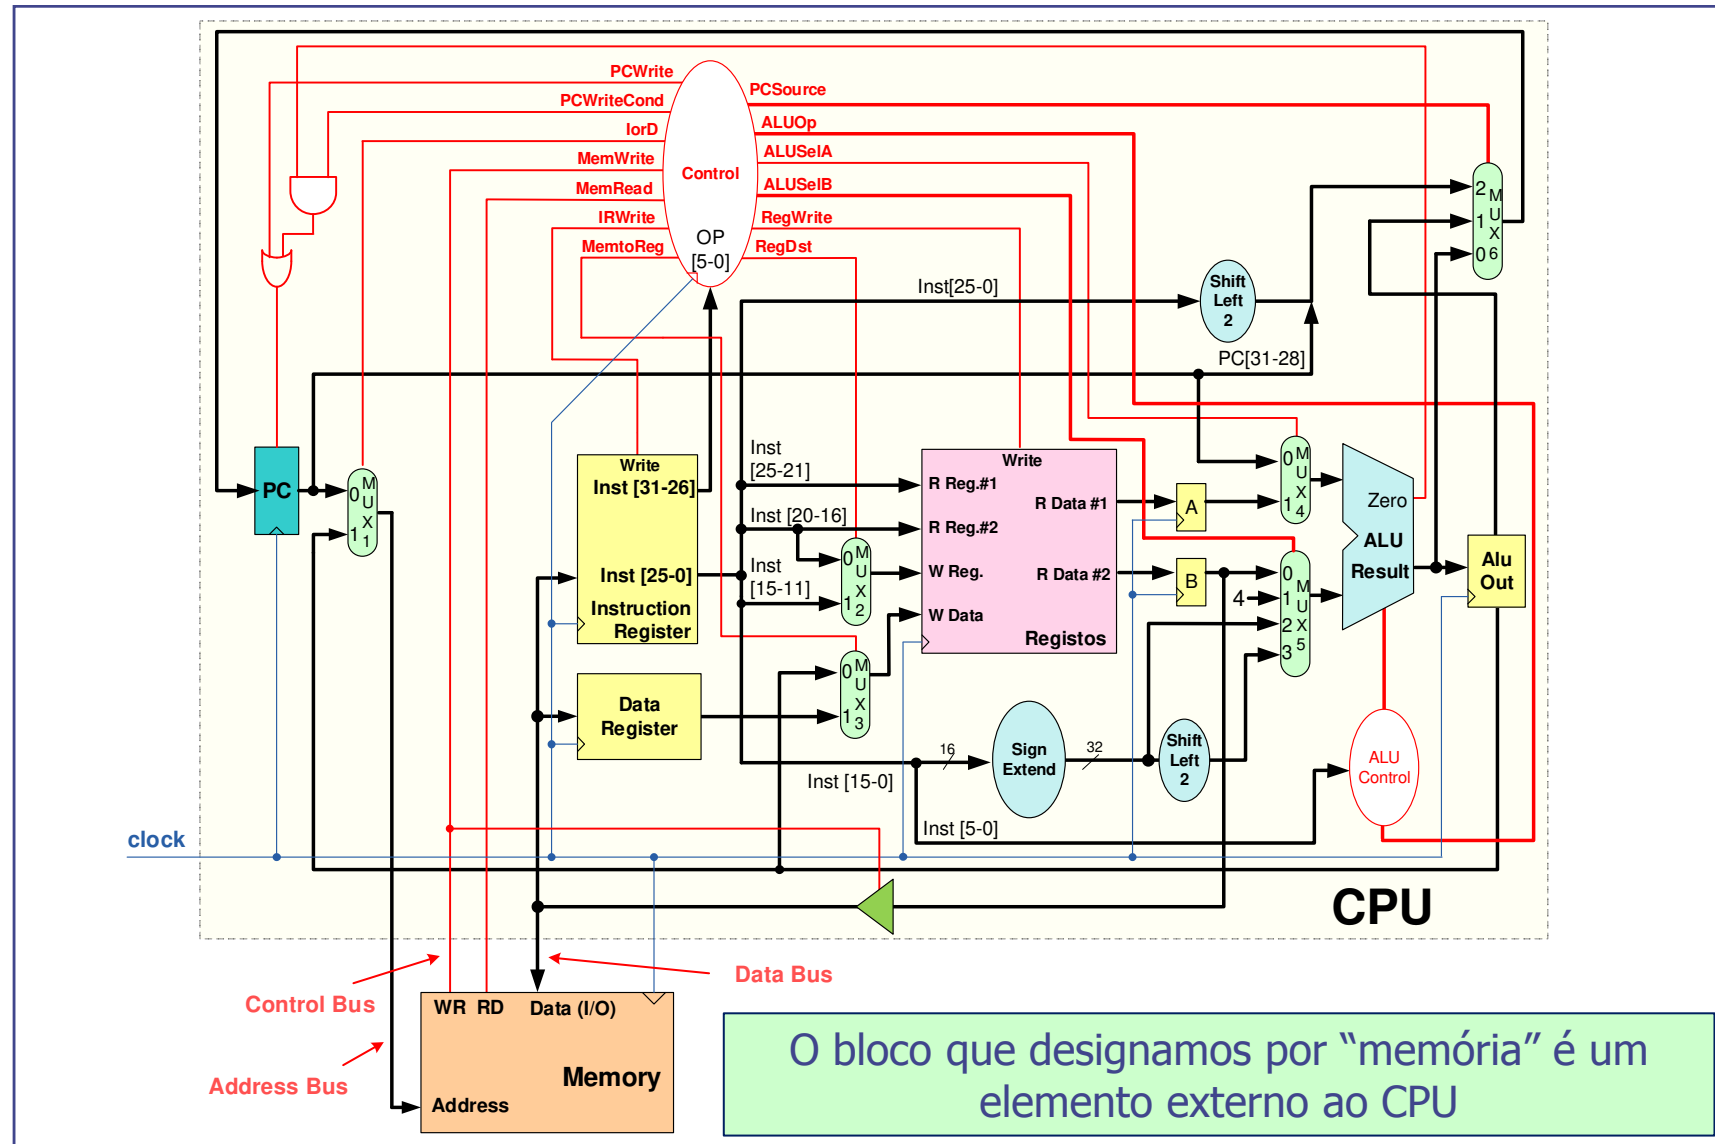 PCWrite
PCWriteCond
IorD
MemWrite
MemRead
IRWrite
MemtoReg
Control
OP
[5-0]
PCSource
ALUOp
ALUSelA
ALUSelB
RegWrite
RegDst
2
1
0
M
U
X
6
Inst[25-0]
Shift
Left
2
PC[31-28]
PC
0
1
M
U
X
1
Write
Inst [31-26]
Inst [25-0]
Instruction
Register
Data
Register
Inst
[25-21]
Inst [20-16]
Inst
[15-11]
0
1
M
U
X
2
0
1
M
U
X
3
Write
R Reg.#1
R Reg.#2
W Reg.
W Data
R Data #1
R Data #2
Registos
A
B
4
0
1
M
U
X
4
0
1
2
3
M
U
X
5
Zero
ALU
Result
Alu
Out
Inst [15-0]
16
Sign
Extend
32
Shift
Left
2
ALU
Control
Inst [5-0]
clock
CPU
Control Bus
Data Bus
Address Bus
WR RD Data (I/O)
Memory
Address
O bloco que designamos por “memória” é um
elemento externo ao CPU